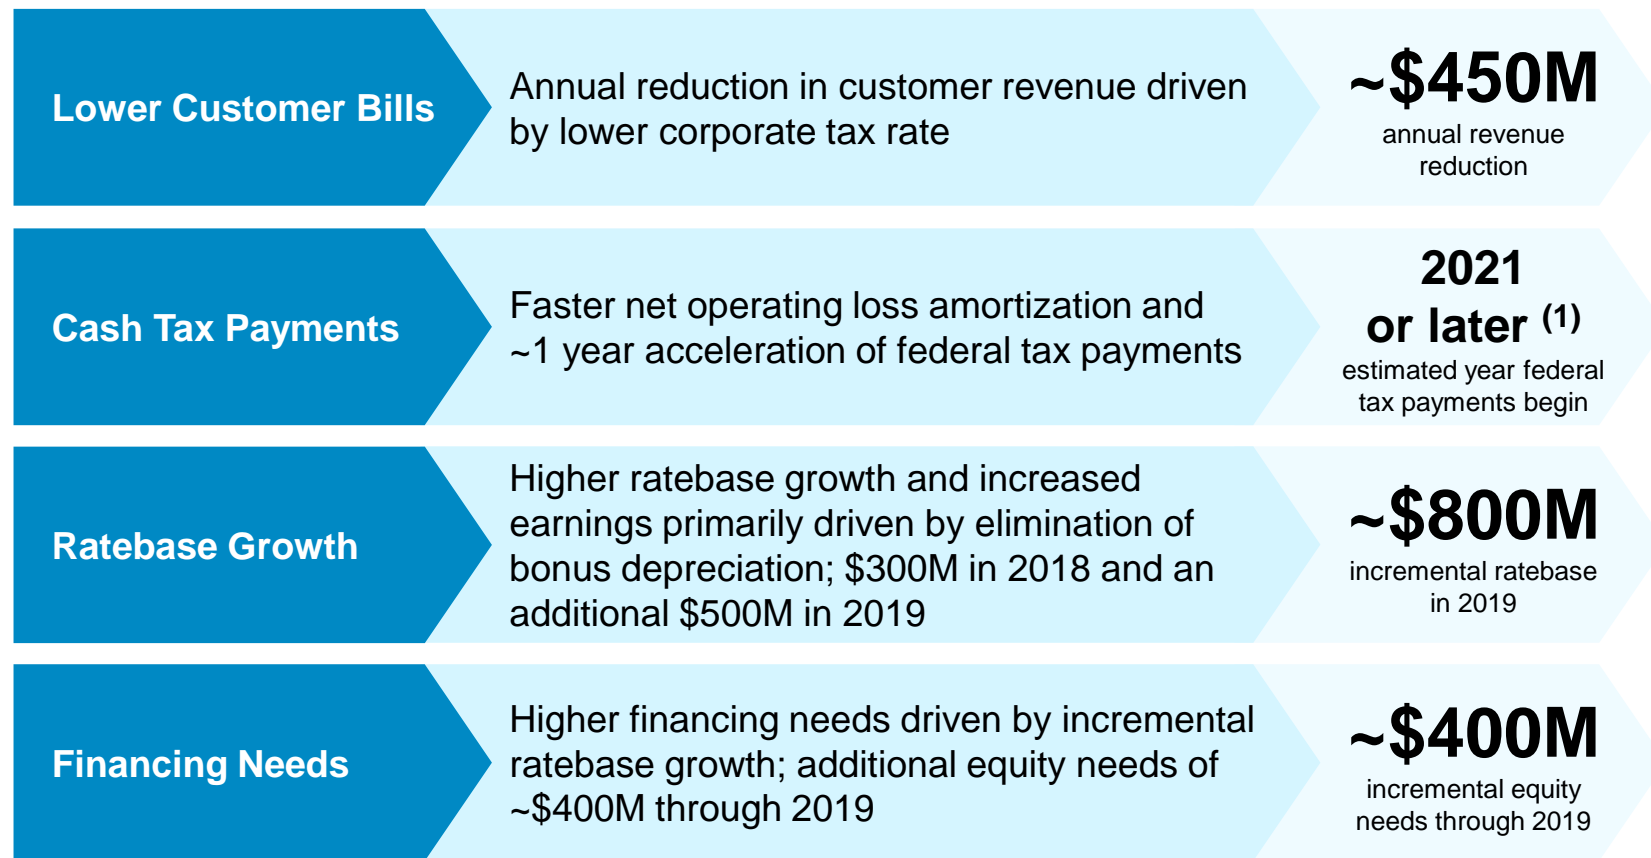 Lower Customer Bills
Annual reduction in customer revenue driven
by lower corporate tax rate
~$450M
annual revenue
reduction
Cash Tax Payments
Faster net operating loss amortization and
~1 year acceleration of federal tax payments
2021
or later (1)
estimated year federal
tax payments begin
Ratebase Growth
Higher ratebase growth and increased
earnings primarily driven by elimination of
bonus depreciation; $300M in 2018 and an
additional $500M in 2019
~$800M
incremental ratebase
in 2019
Financing Needs
Higher financing needs driven by incremental
ratebase growth; additional equity needs of
~$400M through 2019
~$400M
incremental equity
needs through 2019